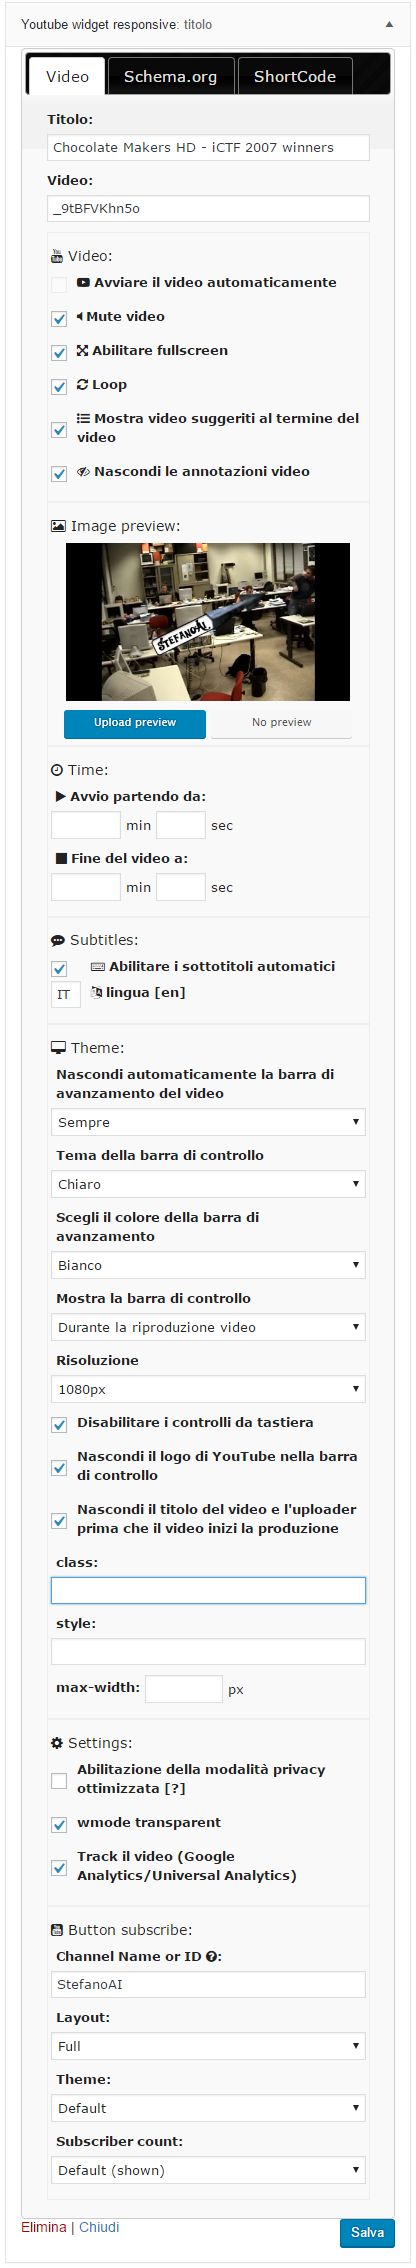 Youtube widget responsive: titolo
Video
Schema.org
ShortCode
Titolo:
Chocolate Makers HD - iCTF 2007 winners
Video:
_9tBFVKhn5o
Video:
Avviare il video automaticamente
Mute video
Abilitare fullscreen
Loop
Mostra video suggeriti al termine del
video
Nascondi le annotazioni video
Image preview:
STEFANOAI.
Upload preview
No preview
Time:
Avvio partendo da:
min sec
Fine del video a:
min sec
Subtitles:
Abilitare i sottotitoli automatici
IT lingua [en]
Theme:
Nascondi automaticamente la barra di
avanzamento del video
Sempre
Tema della barra di controllo
Chiaro
Scegli il colore della barra di
avanzamento
Bianco
Mostra la barra di controllo
Durante la riproduzione video
Risoluzione
1080px
Disabilitare i controlli da tastiera
Nascondi il logo di YouTube nella barra
di controllo
Nascondi il titolo del video e l'uploader
prima che il video inizi la produzione
class:
style:
max-width: px
Settings:
Abilitazione della modalità privacy
ottimizzata [?]
wmode transparent
Track il video (Google
Analytics/Universal Analytics)
Button subscribe:
Channel Name or ID ?:
StefanoAI
Layout:
Full
Theme:
Default
Subscriber count:
Default (shown)
Elimina | Chiudi
Salva